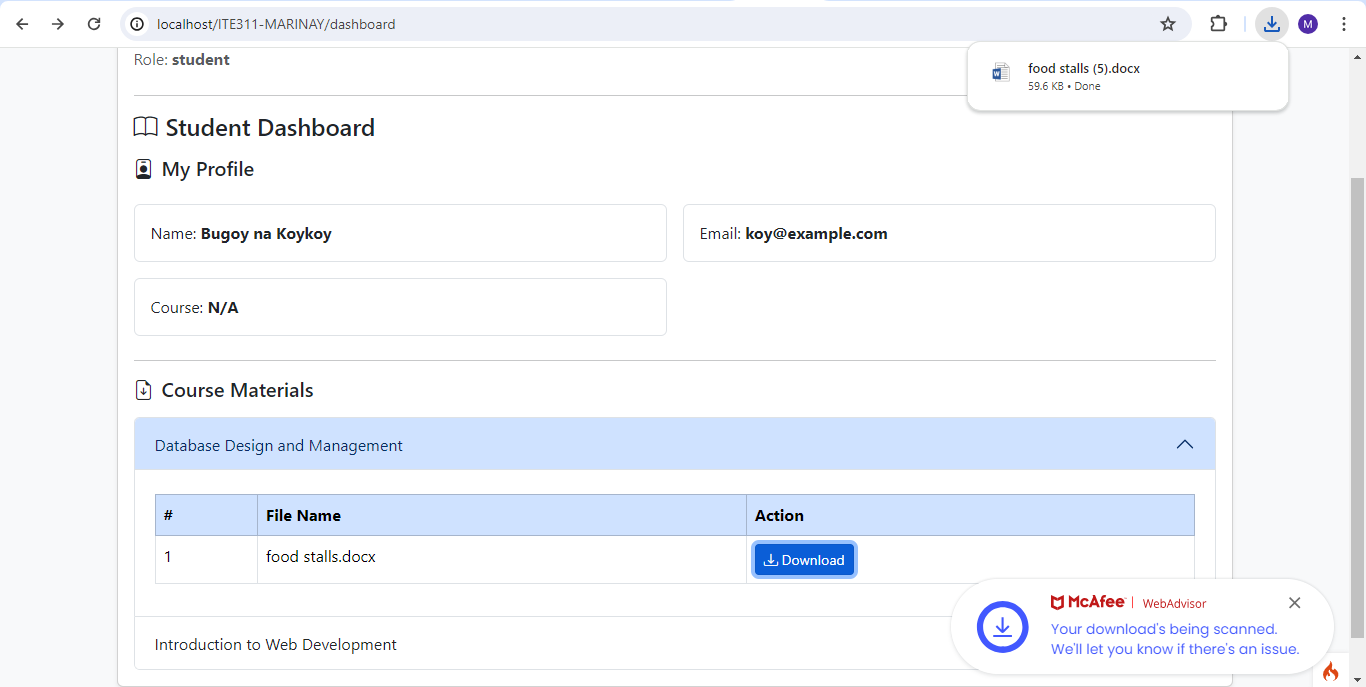 localhost/ITE311-MARINAY/dashboard
M
food stalls (5).docx
59.6 KB • Done
Role: student
Student Dashboard
My Profile
Name: Bugoy na Koykoy
Email: koy@example.com
Course: N/A
Course Materials
Database Design and Management
# File Name Action
1 food stalls.docx Download
Introduction to Web Development
McAfee | WebAdvisor
Your download's being scanned.
We'll let you know if there's an issue.